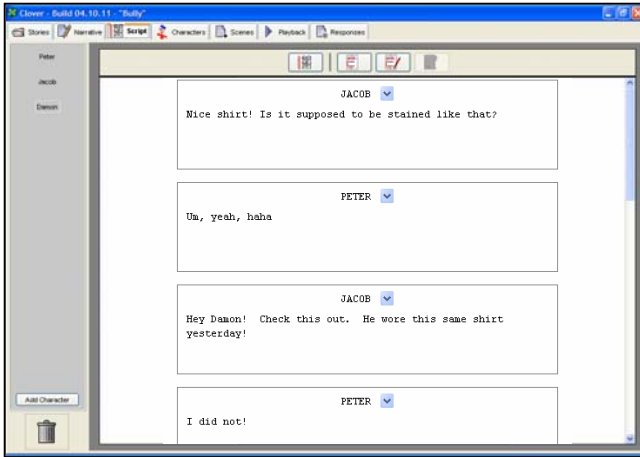 Clover - Build 04.10.11 - "Bully"
Stories Narrative Script Characters Scenes Playback Responses
Peter
Jacob
Damon
Add Character
JACOB
Nice shirt! Is it supposed to be stained like that?
PETER
Um, yeah, haha
JACOB
Hey Damon!  Check this out.  He wore this same shirt
yesterday!
PETER
I did not!